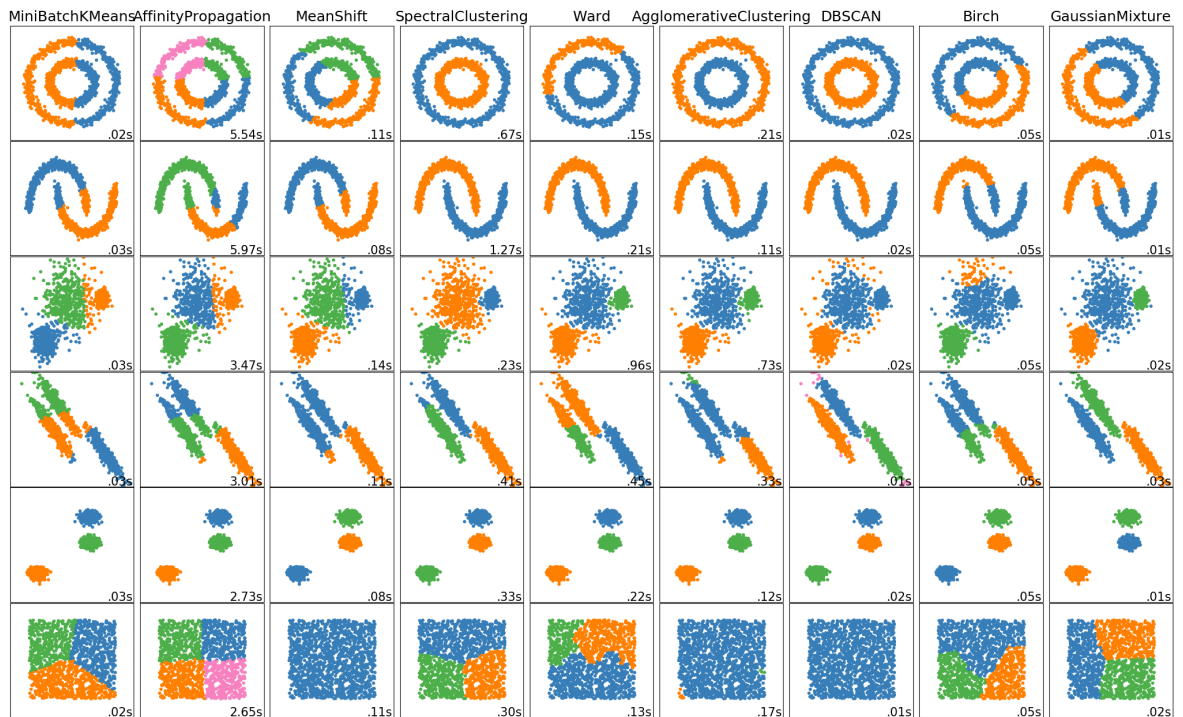 MiniBatchKMeans AffinityPropagation MeanShift SpectralClustering Ward AgglomerativeClustering DBSCAN Birch GaussianMixture
.02s 5.54s .11s .67s .15s .21s .02s .05s .01s
.03s 5.97s .08s 1.27s .21s .11s .02s .05s .01s
.03s 3.47s .14s .23s .96s .73s .02s .05s .02s
.03s 3.01s .11s .41s .45s .33s .01s .05s .03s
.03s 2.73s .08s .33s .22s .12s .02s .05s .01s
.02s 2.65s .11s .30s .13s .17s .01s .05s .02s